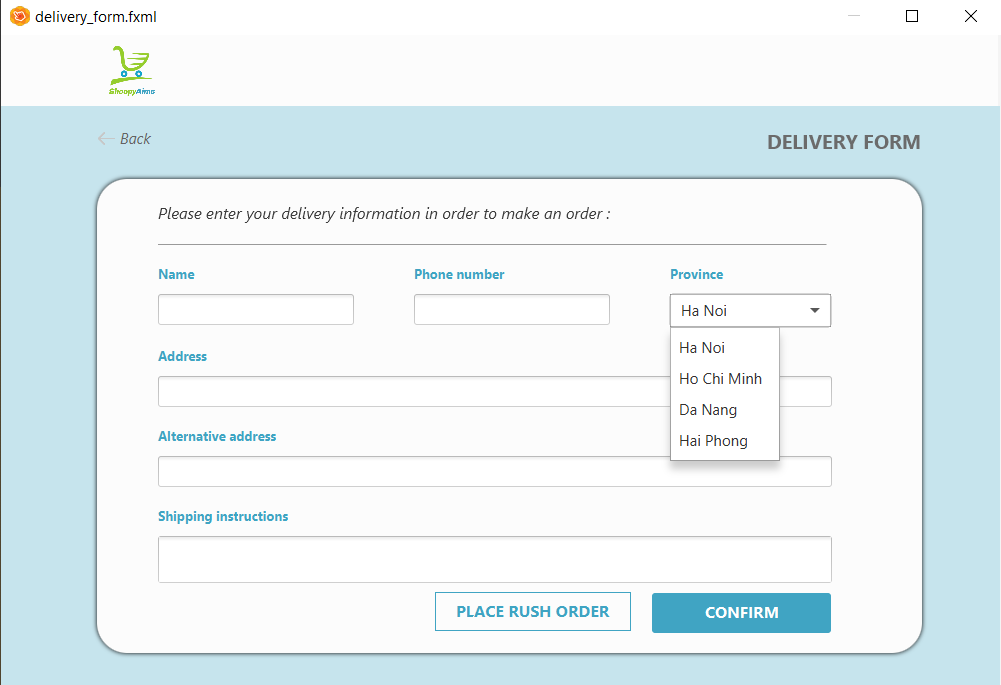 delivery_form.fxml
ShoopyAims
Back
DELIVERY FORM
Please enter your delivery information in order to make an order :
Name
Phone number
Province
Ha Noi
Ha Noi
Ho Chi Minh
Da Nang
Hai Phong
Address
Alternative address
Shipping instructions
PLACE RUSH ORDER
CONFIRM